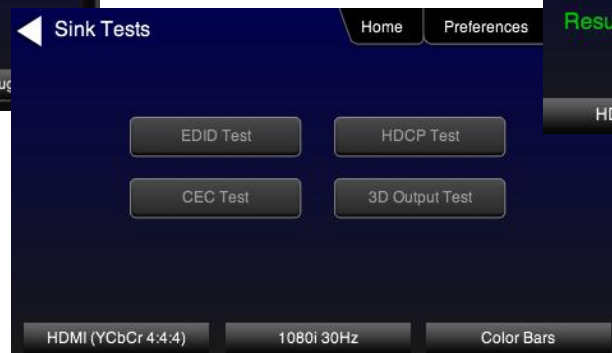 Sink Tests
Home
Preferences
EDID Test
HDCP Test
CEC Test
3D Output Test
HDMI (YCbCr 4:4:4)
1080i 30Hz
Color Bars